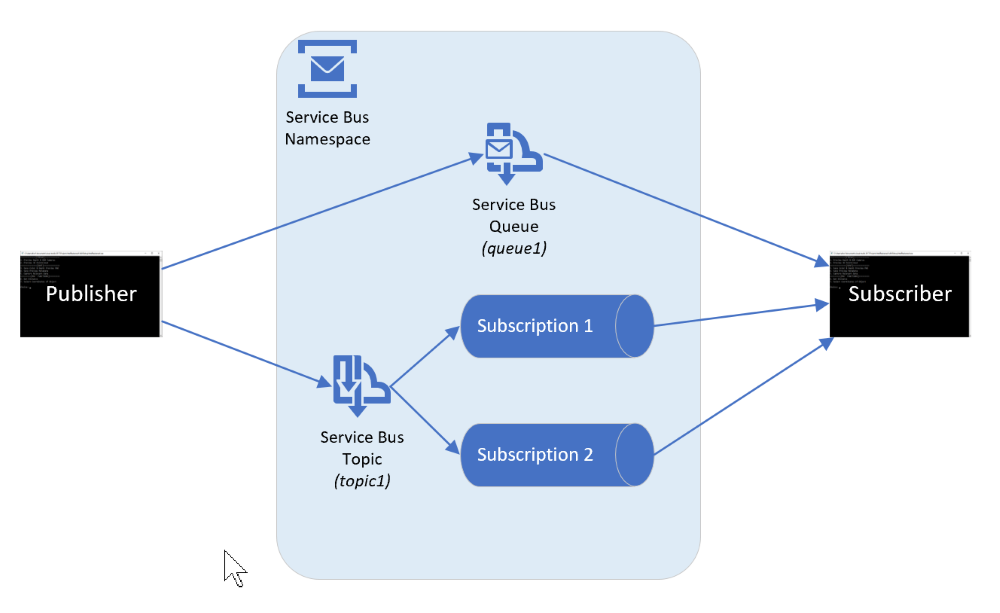 Service Bus
Namespace
Service Bus
Queue
(queue1)
Publisher
Subscriber
Subscription 1
Service Bus
Topic
(topic1)
Subscription 2